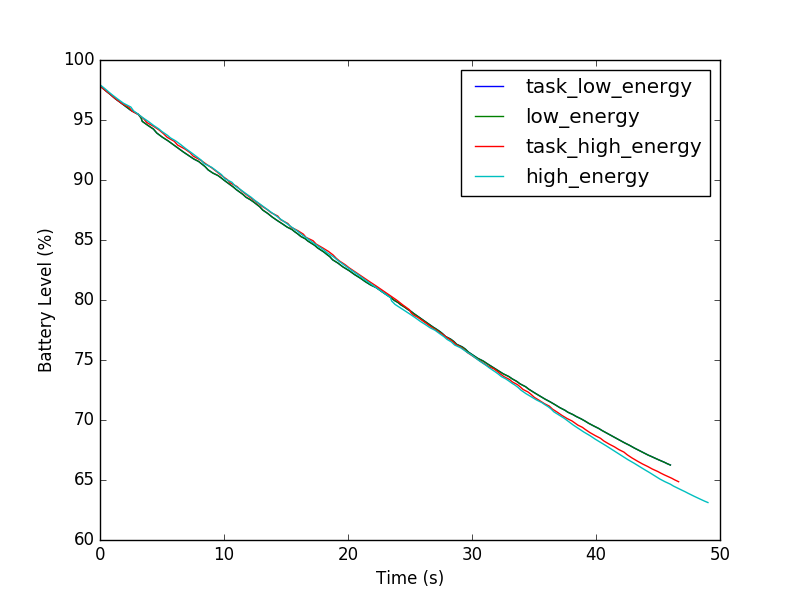 100
95
90
85
80
75
70
65
60
Battery Level (%)
task_low_energy
low_energy
task_high_energy
high_energy
0 10 20 30 40 50
Time (s)